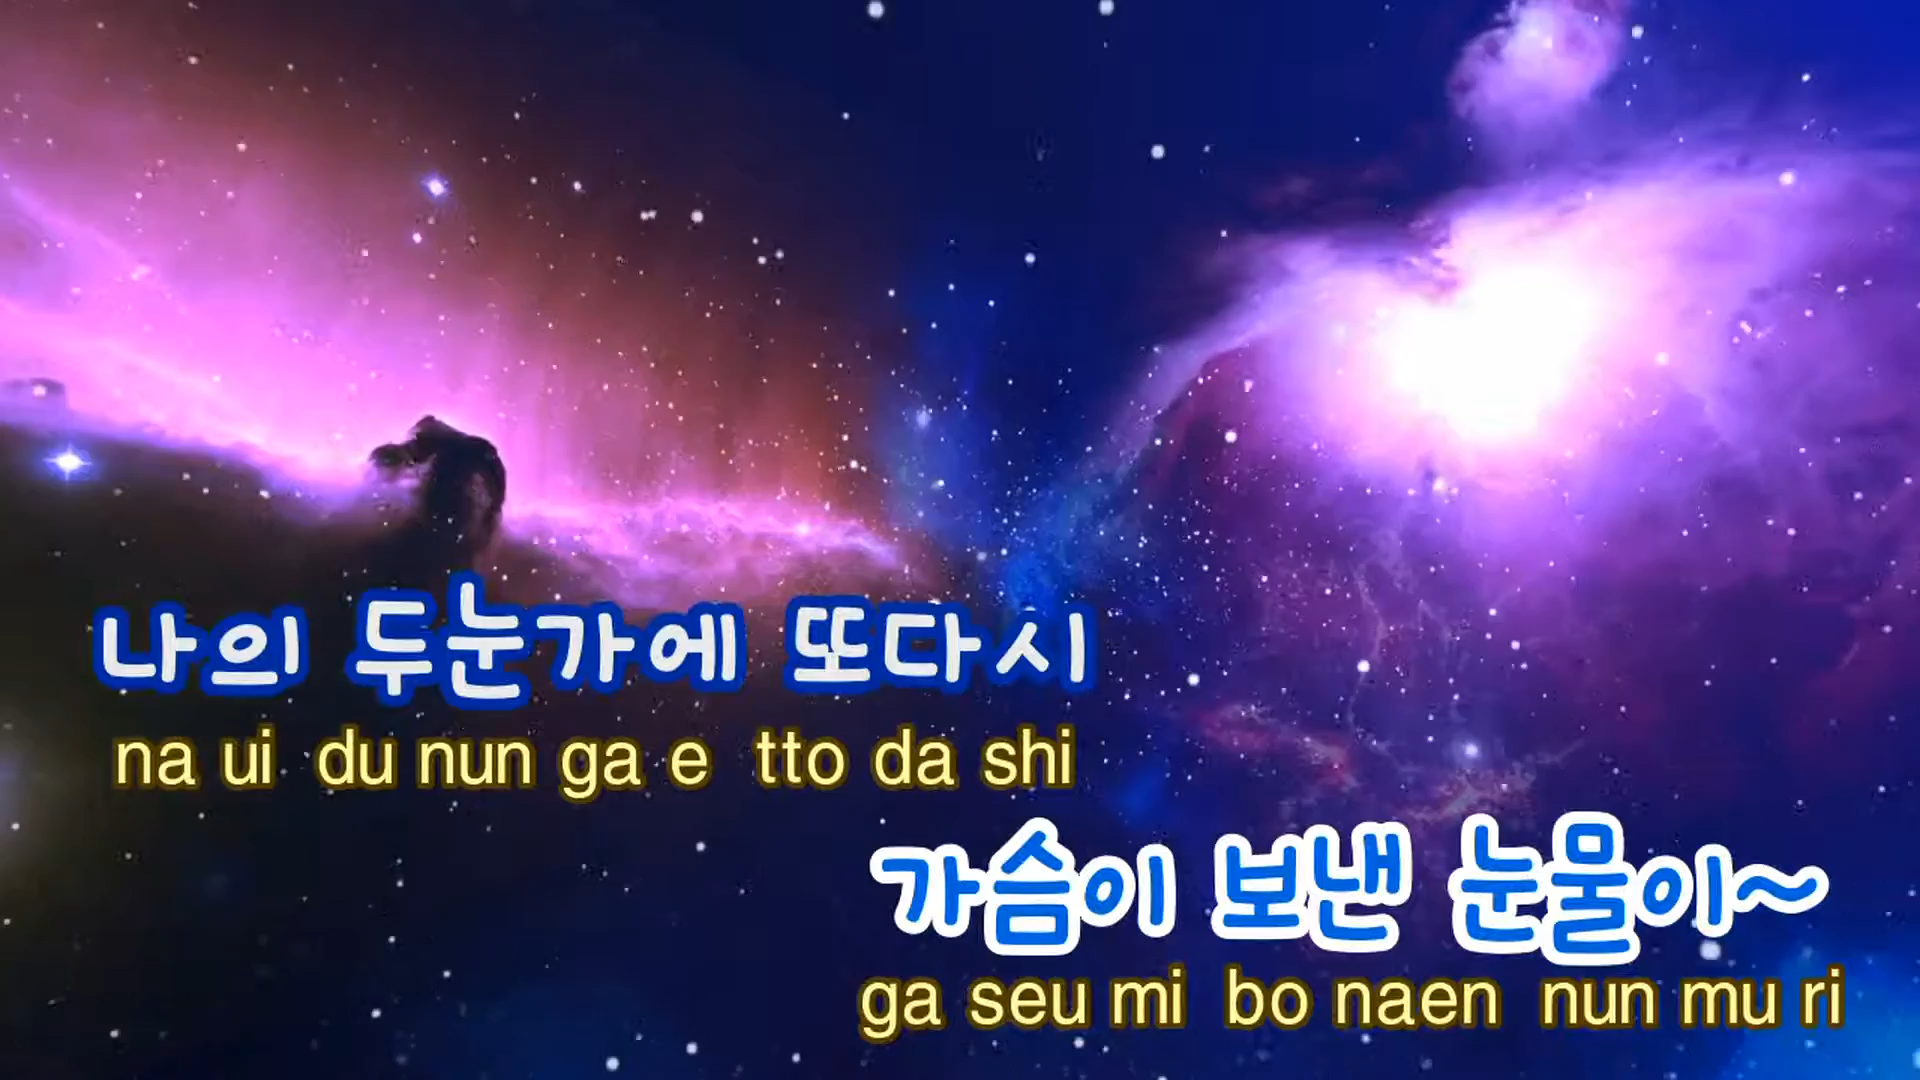 나의 두눈가에 또다시
na ui du nun ga e tto da shi
가슴이 보낸 눈물이~
ga seu mi bo naen nun mu ri